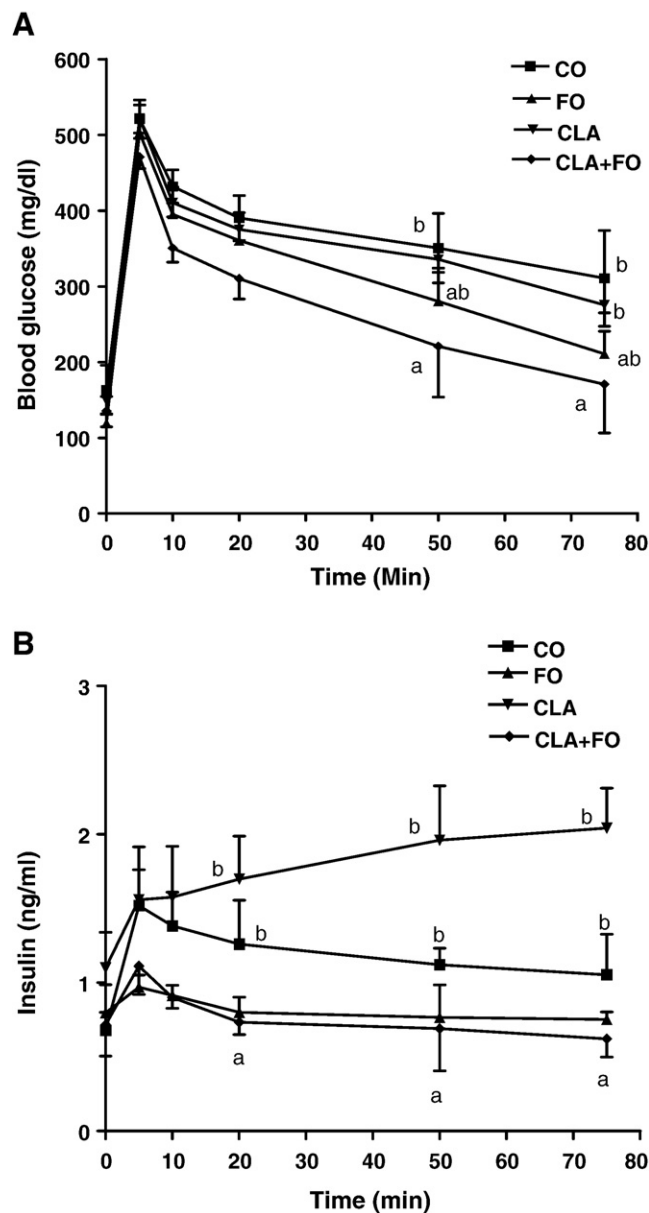 A
600
500
400
300
200
100
0
Blood glucose (mg/dl)
CO
FO
CLA
CLA+FO
b
b
ab
b
ab
a
a
0 10 20 30 40 50 60 70 80
Time (Min)
B
3
2
1
0
Insulin (ng/ml)
CO
FO
CLA
CLA+FO
b
b
b
b
b
b
a
a
a
0 10 20 30 40 50 60 70 80
Time (min)